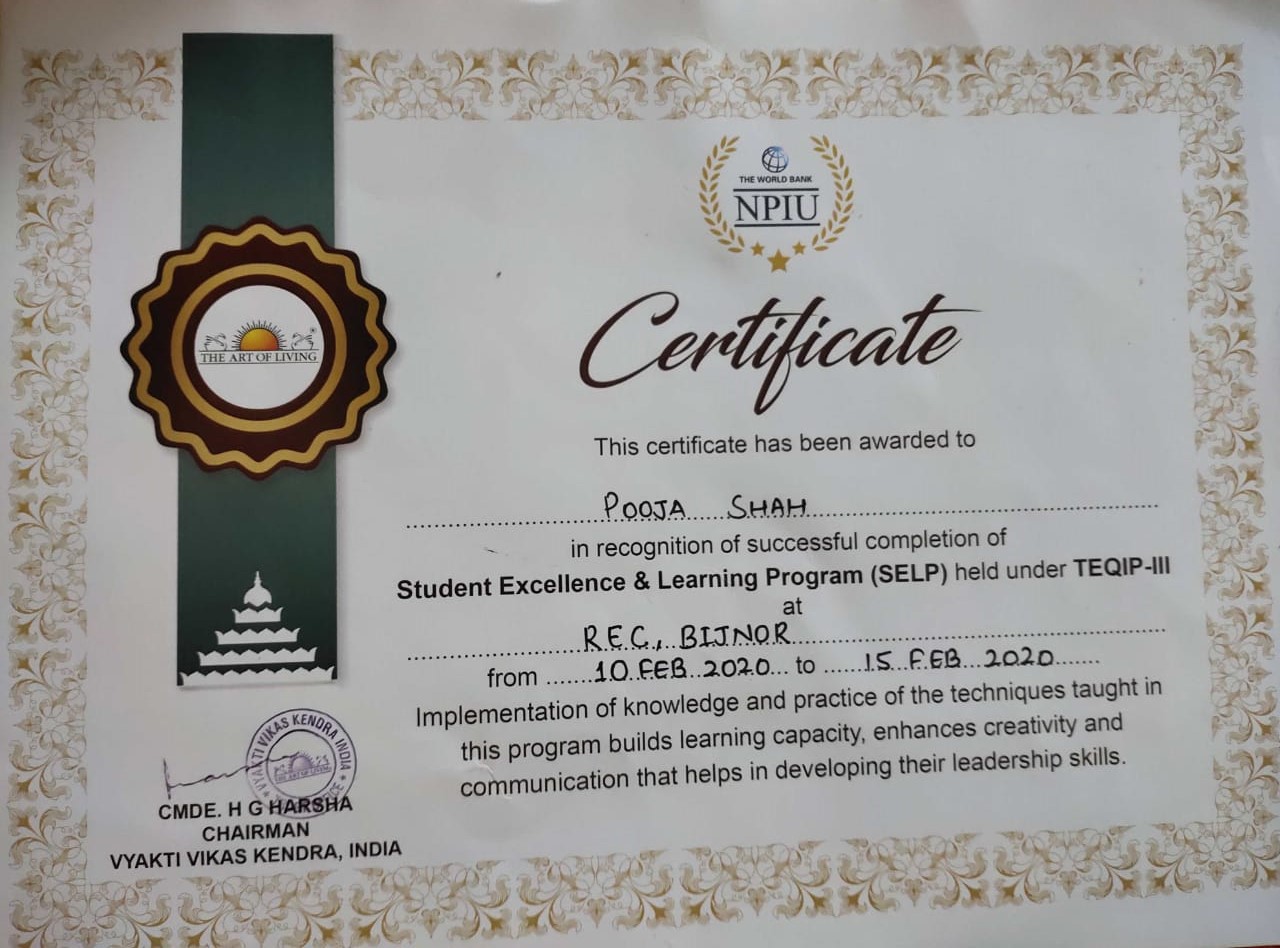 THE WORLD BANK
NPIU
THE ART OF LIVING
Certificate
This certificate has been awarded to
POOJA SHAH
in recognition of successful completion of
Student Excellence & Learning Program (SELP) held under TEQIP-III
at
R.E.C., BIJNOR
from 10 FEB 2020 to 15 FEB 2020
Implementation of knowledge and practice of the techniques taught in
this program builds learning capacity, enhances creativity and
communication that helps in developing their leadership skills.
VYAKTI VIKAS KENDRA INDIA
CMDE. H G HARSHA
CHAIRMAN
VYAKTI VIKAS KENDRA, INDIA